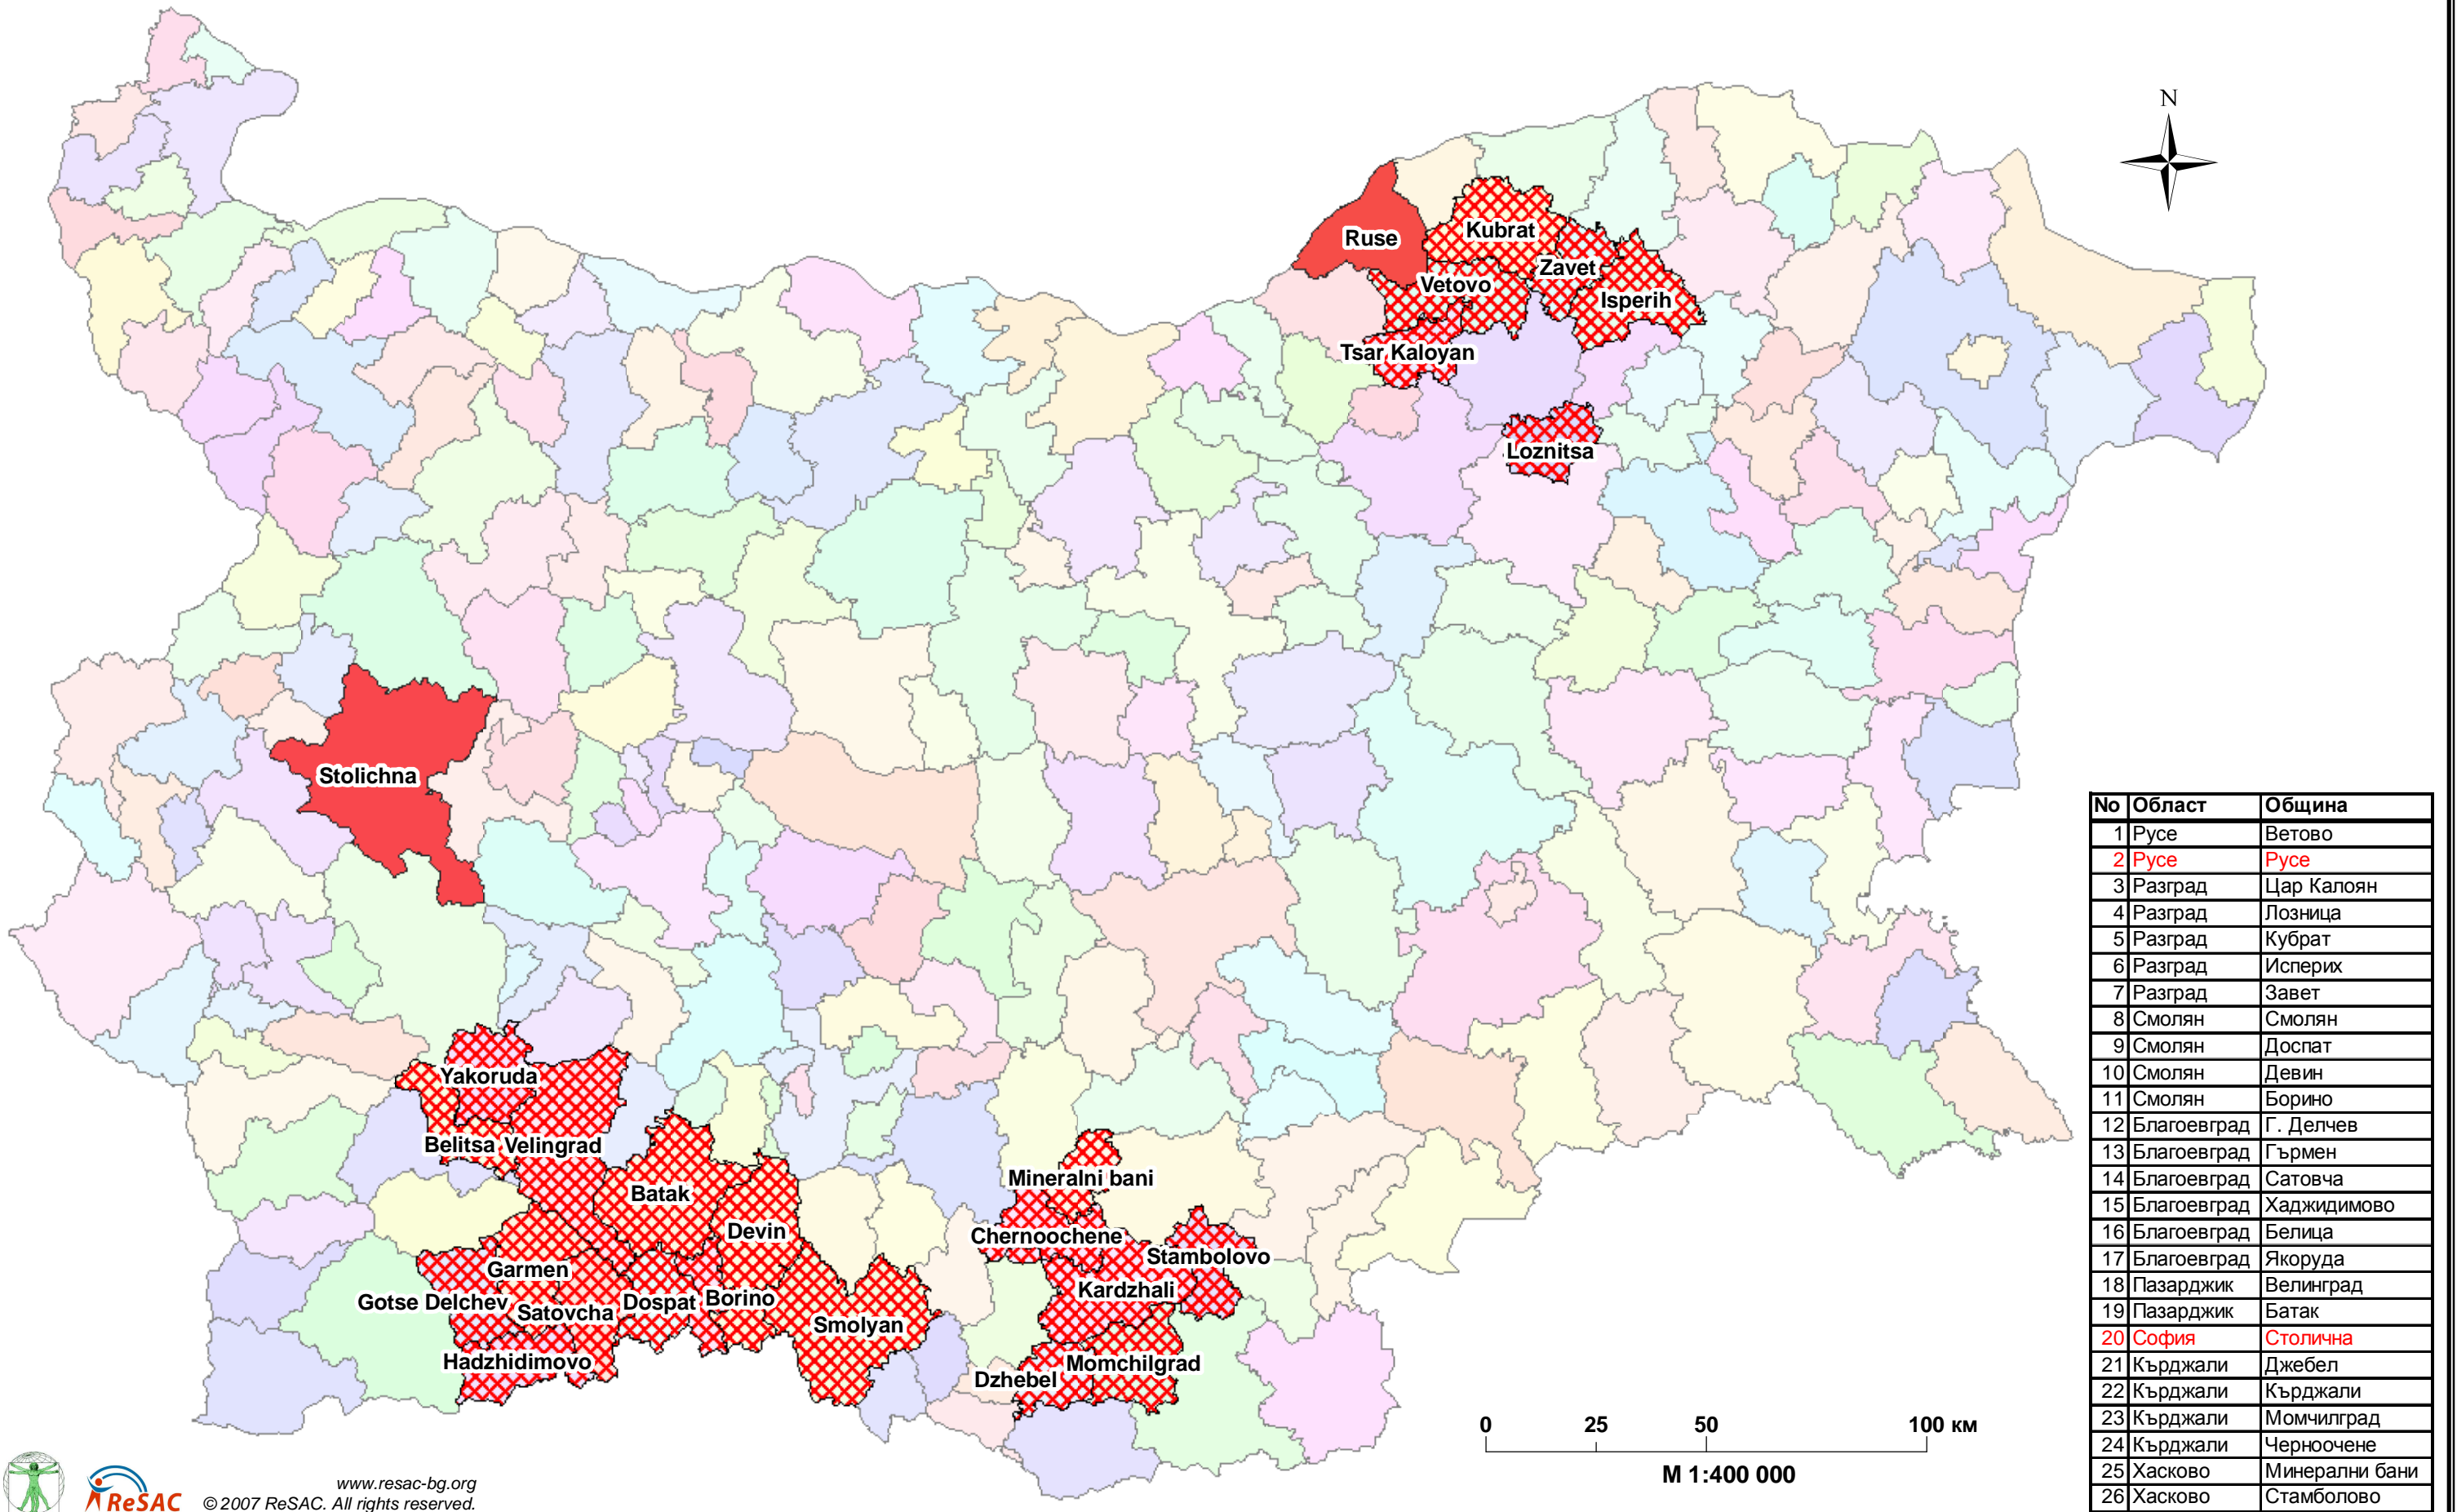 N
Ruse
Kubrat
Zavet
Vetovo
Isperih
Tsar Kaloyan
Loznitsa
Stolichna
Yakoruda
Belitsa
Velingrad
Batak
Devin
Garmen
Gotse Delchev
Satovcha
Dospat
Borino
Smolyan
Hadzhidimovo
Mineralni bani
Chernoochene
Stambolovo
Kardzhali
Momchilgrad
Dzhebel
No Област Община
1 Русе Ветово
2 Русе Русе
3 Разград Цар Калоян
4 Разград Лозница
5 Разград Кубрат
6 Разград Исперих
7 Разград Завет
8 Смолян Смолян
9 Смолян Доспат
10 Смолян Девин
11 Смолян Борино
12 Благоевград Г. Делчев
13 Благоевград Гърмен
14 Благоевград Сатовча
15 Благоевград Хаджидимово
16 Благоевград Белица
17 Благоевград Якоруда
18 Пазарджик Велинград
19 Пазарджик Батак
20 София Столична
21 Кърджали Джебел
22 Кърджали Кърджали
23 Кърджали Момчилград
24 Кърджали Черноочене
25 Хасково Минерални бани
26 Хасково Стамболово
0 25 50 100 км
М 1:400 000
ReSAC
www.resac-bg.org
© 2007 ReSAC. All rights reserved.